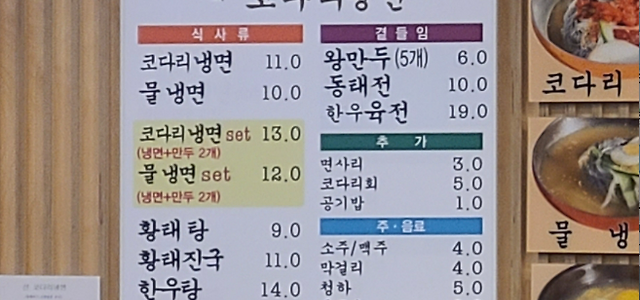 코다리냉면
식 사 류
코다리냉면 11.0
물 냉면 10.0
코다리냉면 set 13.0
(냉면+만두 2개)
물 냉면 set 12.0
(냉면+만두 2개)
황태 탕 9.0
황태진국 11.0
한우탕 14.0
곁 들 임
왕만두(5개) 6.0
동태전 10.0
한우육전 19.0
추 가
면사리 3.0
코다리회 5.0
공기밥 1.0
주 · 음료
소주/맥주 4.0
막걸리 4.0
청하 5.0
코다리
물 냉